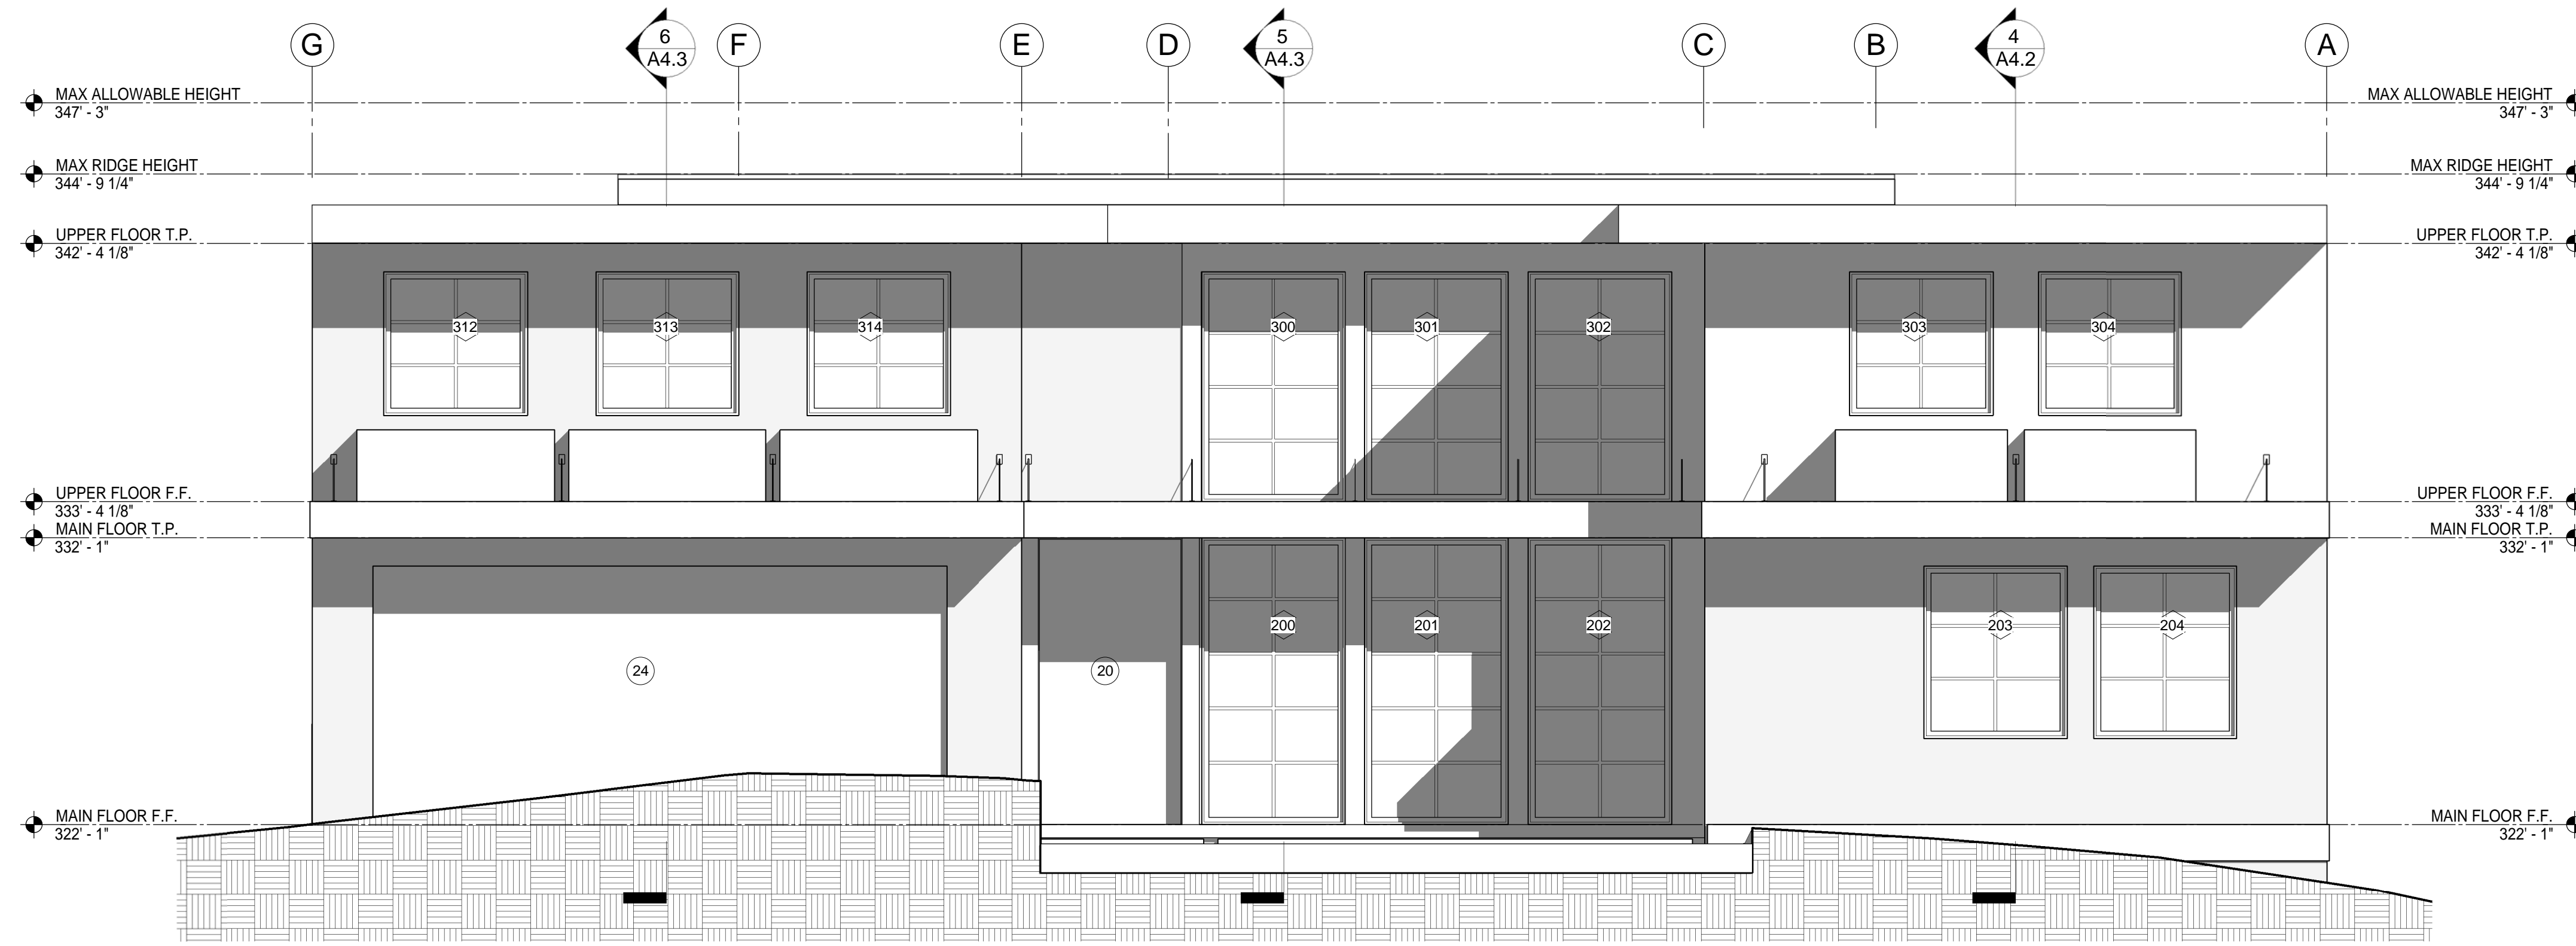 G
6
A4.3
F
E
D
5
A4.3
C
B
4
A4.2
A
MAX ALLOWABLE HEIGHT
347' - 3"
MAX ALLOWABLE HEIGHT
347' - 3"
MAX RIDGE HEIGHT
344' - 9 1/4"
MAX RIDGE HEIGHT
344' - 9 1/4"
UPPER FLOOR T.P.
342' - 4 1/8"
UPPER FLOOR T.P.
342' - 4 1/8"
312
313
314
300
301
302
303
304
UPPER FLOOR F.F.
333' - 4 1/8"
UPPER FLOOR F.F.
333' - 4 1/8"
MAIN FLOOR T.P.
332' - 1"
MAIN FLOOR T.P.
332' - 1"
200
201
202
203
204
24
20
MAIN FLOOR F.F.
322' - 1"
MAIN FLOOR F.F.
322' - 1"